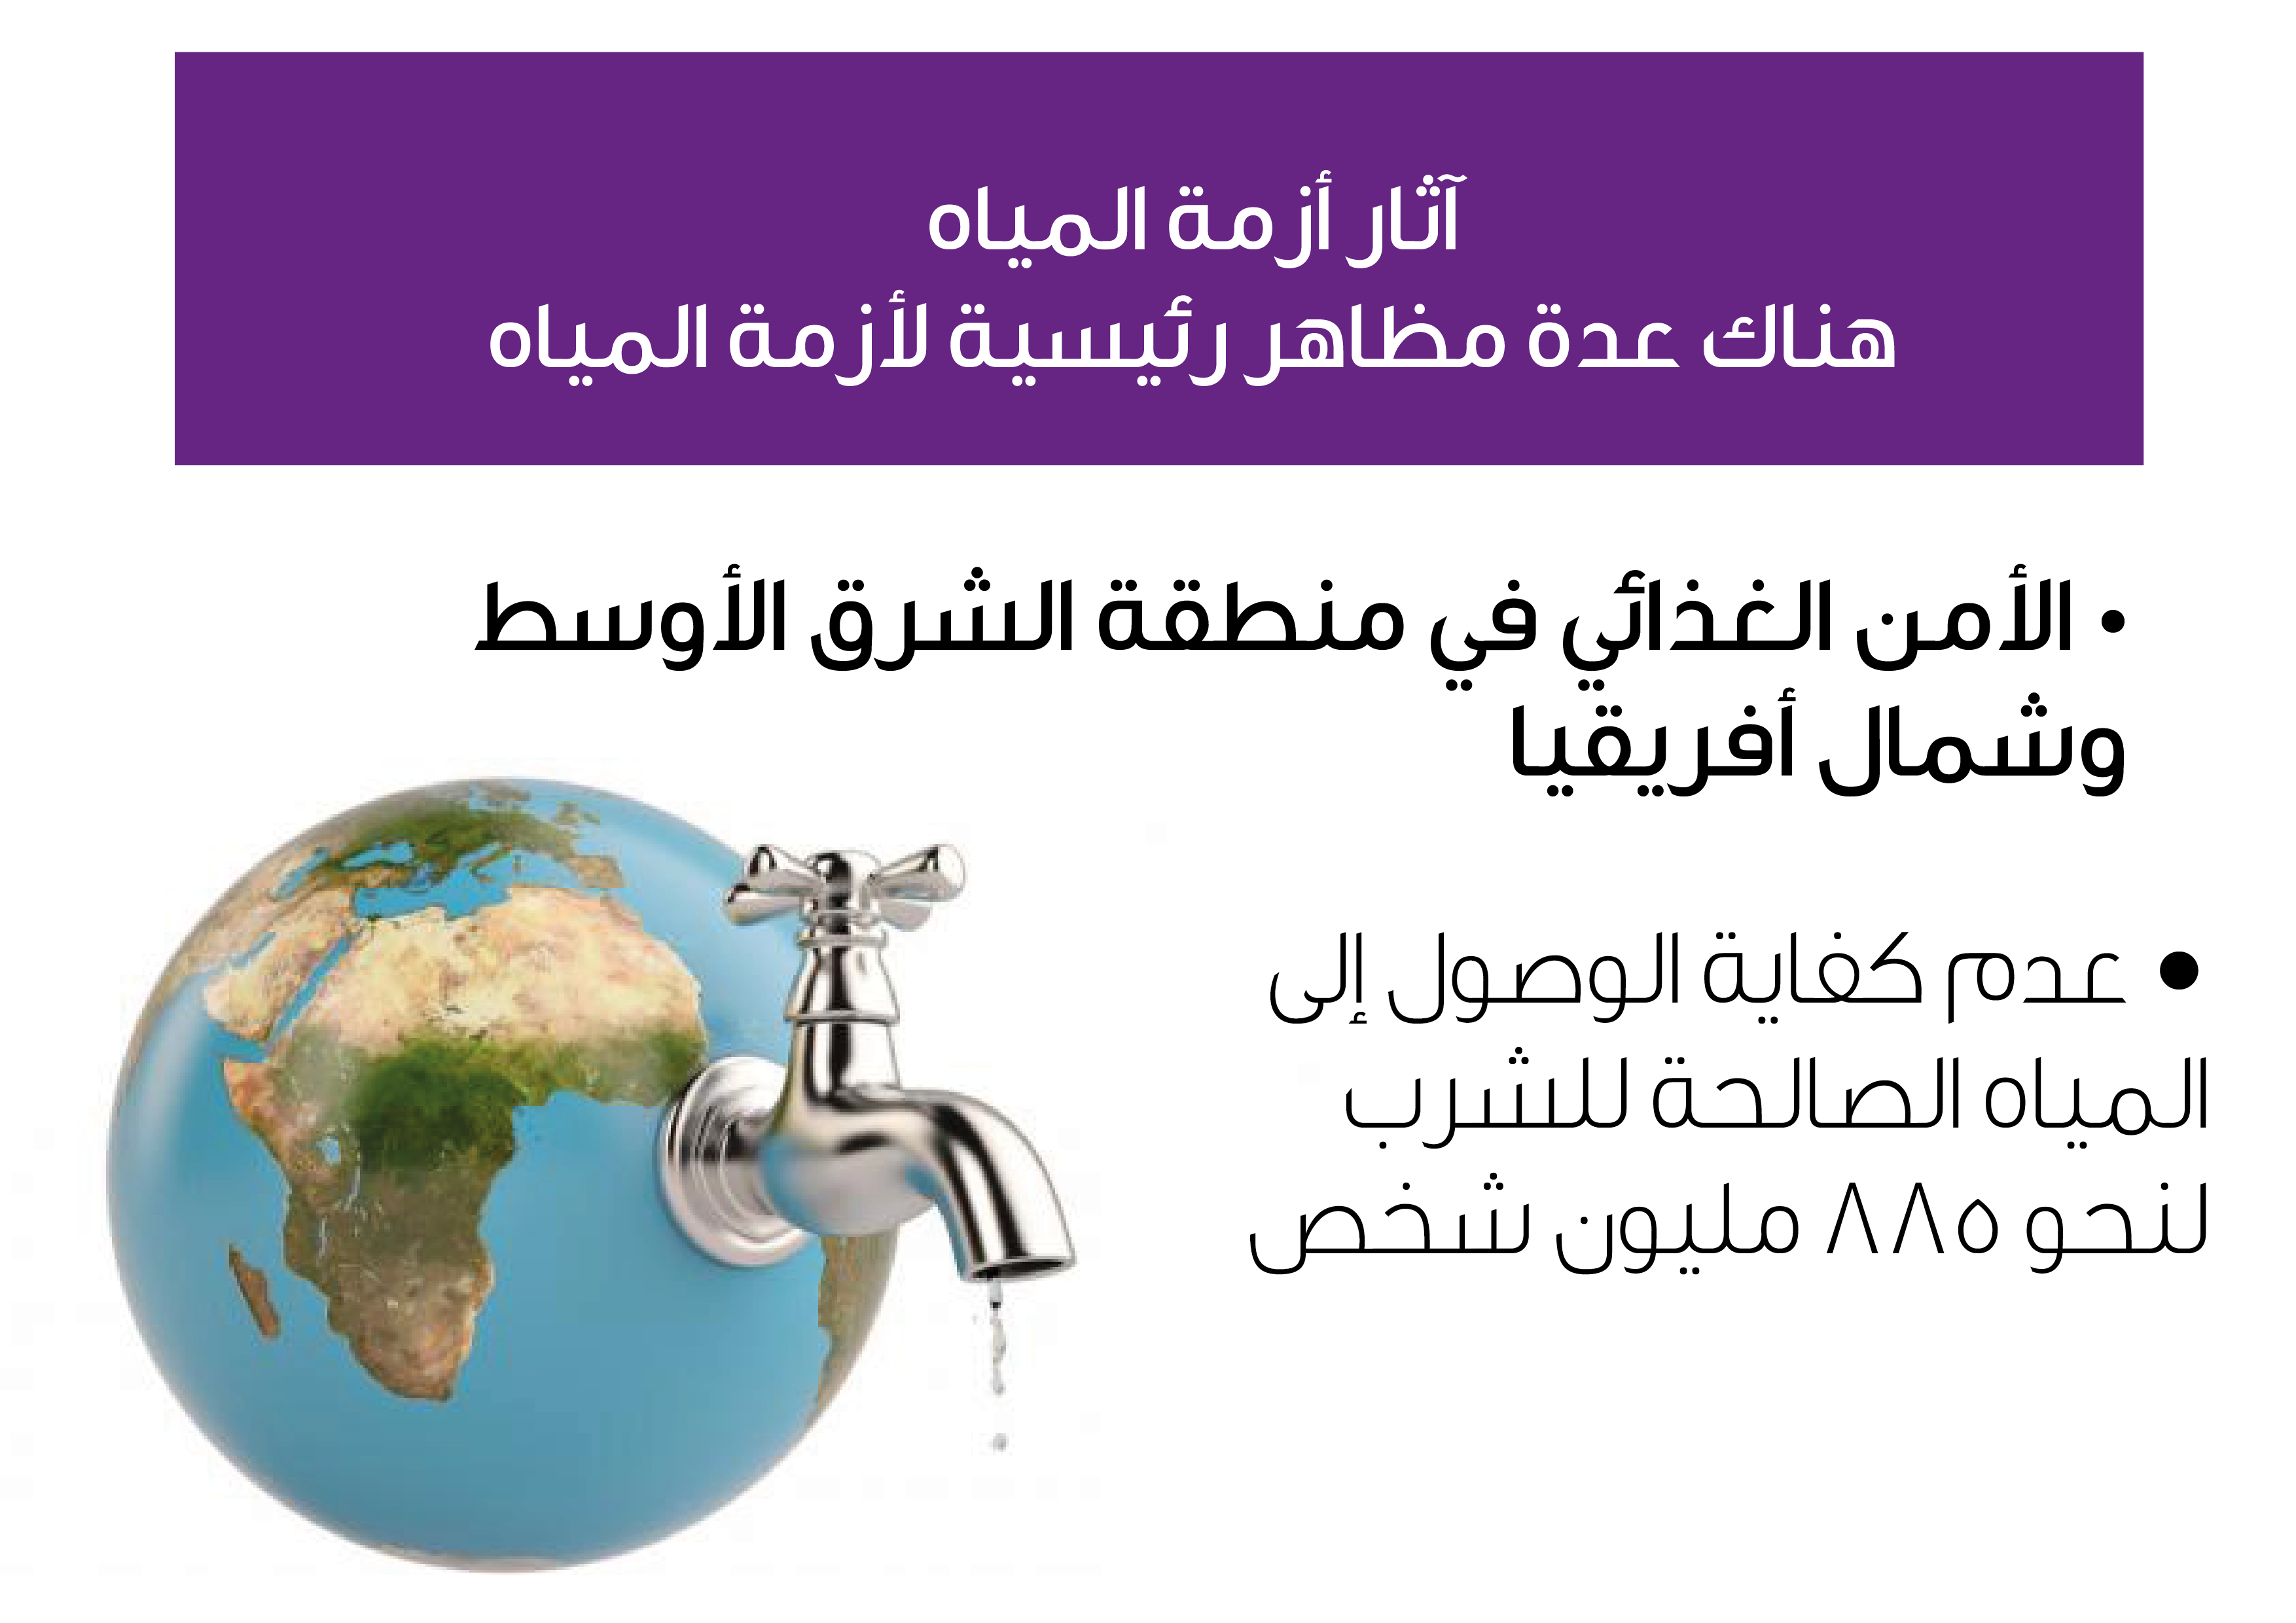 آثار أزمة المياه
هناك عدة مظاهر رئيسية لأزمة المياه
• الأمن الغذائي في منطقة الشرق الأوسط
وشمال أفريقيا
• عدم كفاية الوصول إلى
المياه الصالحة للشرب
لنحو ٨٨٥ مليون شخص